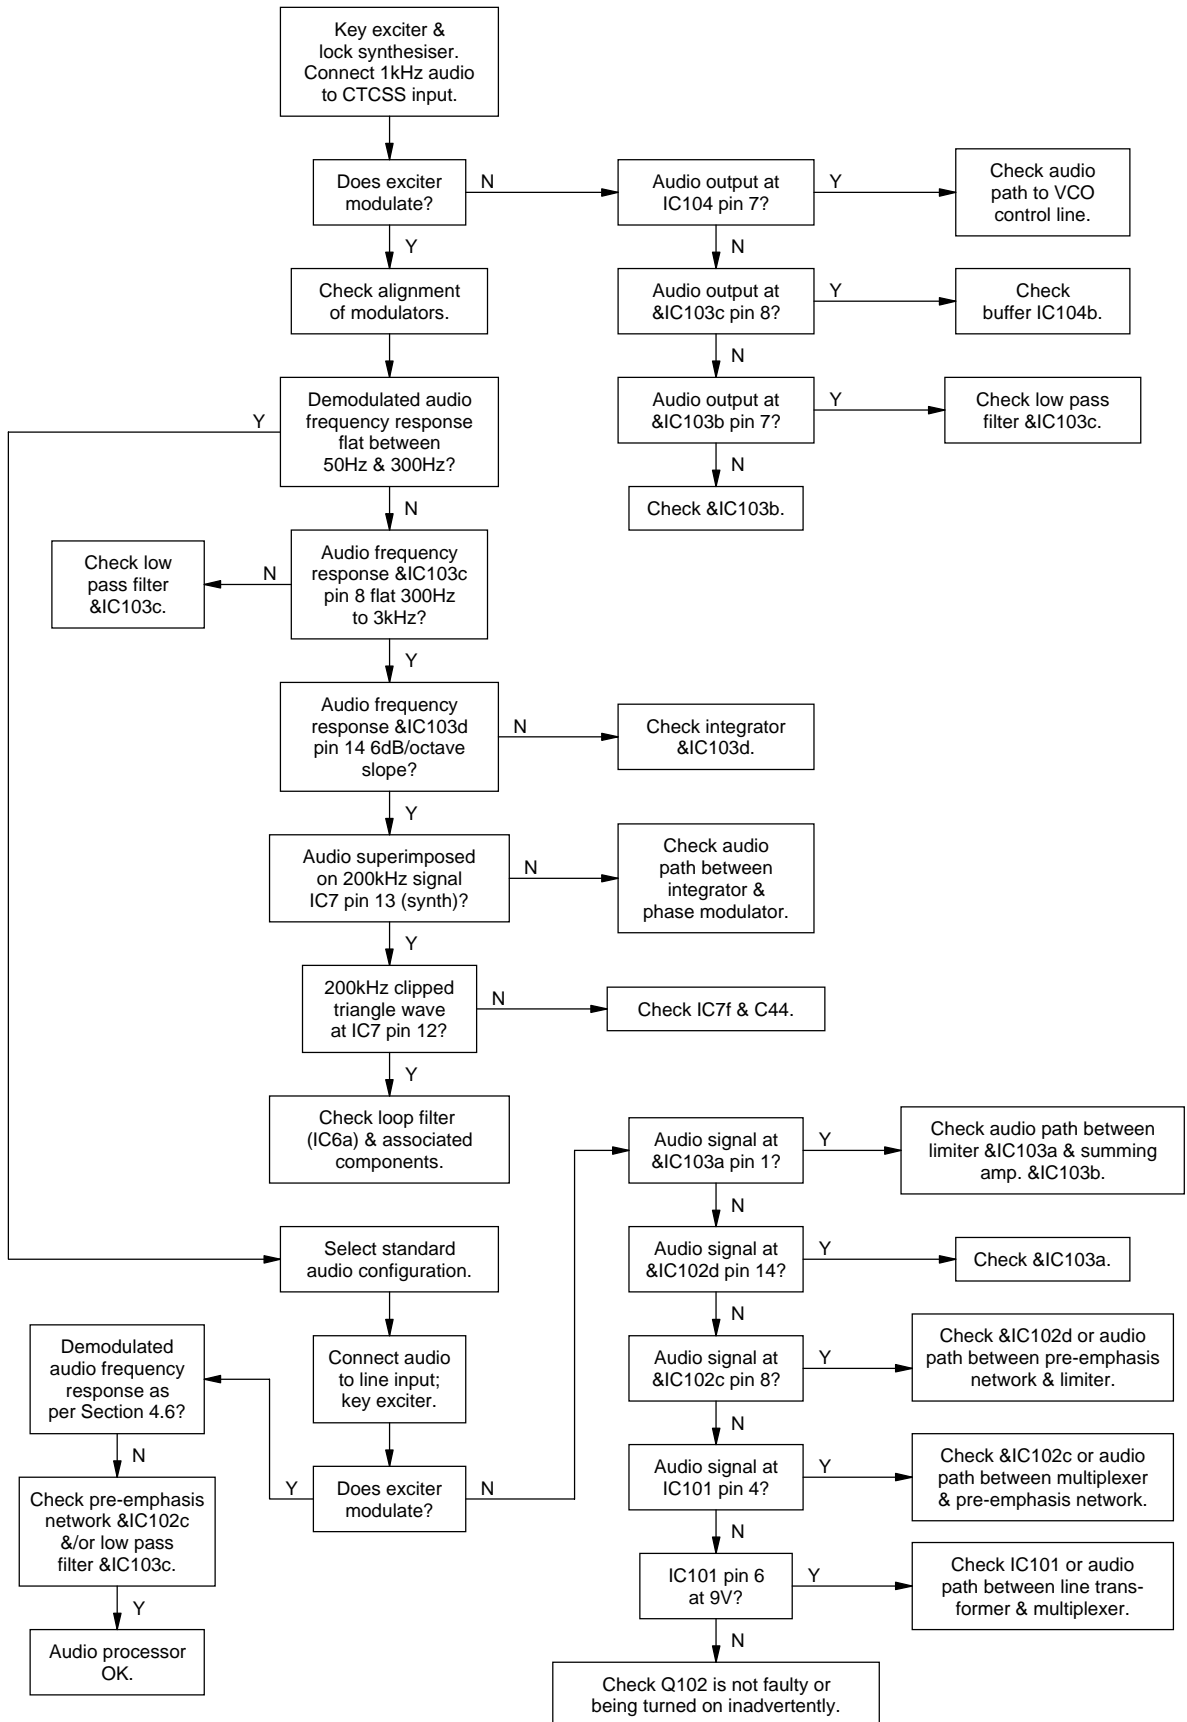 Key exciter &
lock synthesiser.
Connect 1kHz audio
to CTCSS input.
Does exciter
modulate?
N
Audio output at
IC104 pin 7?
Y
Check audio
path to VCO
control line.
Y
N
Check alignment
of modulators.
Audio output at
&IC103c pin 8?
Y
Check
buffer IC104b.
N
Demodulated audio
frequency response
flat between
50Hz & 300Hz?
Y
Audio output at
&IC103b pin 7?
Y
Check low pass
filter &IC103c.
N
N
Check &IC103b.
Audio frequency
response &IC103c
pin 8 flat 300Hz
to 3kHz?
N
Check low
pass filter
&IC103c.
Y
Audio frequency
response &IC103d
pin 14 6dB/octave
slope?
N
Check integrator
&IC103d.
Y
Audio superimposed
on 200kHz signal
IC7 pin 13 (synth)?
N
Check audio
path between
integrator &
phase modulator.
Y
200kHz clipped
triangle wave
at IC7 pin 12?
N
Check IC7f & C44.
Y
Check loop filter
(IC6a) & associated
components.
Audio signal at
&IC103a pin 1?
Y
Check audio path between
limiter &IC103a & summing
amp. &IC103b.
N
Select standard
audio configuration.
Audio signal at
&IC102d pin 14?
Y
Check &IC103a.
N
Connect audio
to line input;
key exciter.
Demodulated
audio frequency
response as
per Section 4.6?
Audio signal at
&IC102c pin 8?
Y
Check &IC102d or audio
path between pre-emphasis
network & limiter.
N
N
Does exciter
modulate?
Y
N
Audio signal at
IC101 pin 4?
Y
Check &IC102c or audio
path between multiplexer
& pre-emphasis network.
Check pre-emphasis
network &IC102c
&/or low pass
filter &IC103c.
N
IC101 pin 6
at 9V?
Y
Check IC101 or audio
path between line trans-
former & multiplexer.
Y
N
Audio processor
OK.
Check Q102 is not faulty or
being turned on inadvertently.